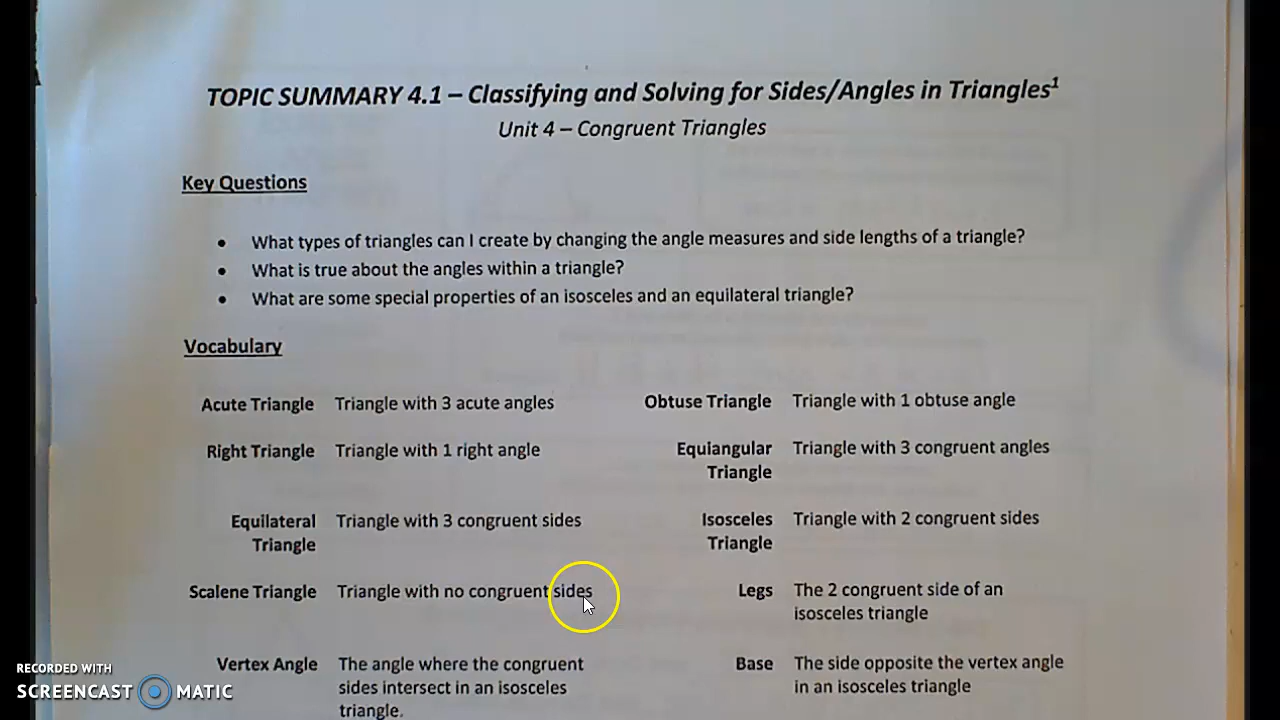 TOPIC SUMMARY 4.1 – Classifying and Solving for Sides/Angles in Triangles¹
Unit 4 – Congruent Triangles
Key Questions
• What types of triangles can I create by changing the angle measures and side lengths of a triangle?
• What is true about the angles within a triangle?
• What are some special properties of an isosceles and an equilateral triangle?
Vocabulary
Acute Triangle Triangle with 3 acute angles
Obtuse Triangle Triangle with 1 obtuse angle
Right Triangle Triangle with 1 right angle
Equiangular Triangle with 3 congruent angles
Triangle
Equilateral Triangle with 3 congruent sides
Triangle
Isosceles Triangle with 2 congruent sides
Triangle
Scalene Triangle Triangle with no congruent sides
Legs The 2 congruent side of an
isosceles triangle
Vertex Angle The angle where the congruent
sides intersect in an isosceles
triangle.
Base The side opposite the vertex angle
in an isosceles triangle
RECORDED WITH
SCREENCAST MATIC